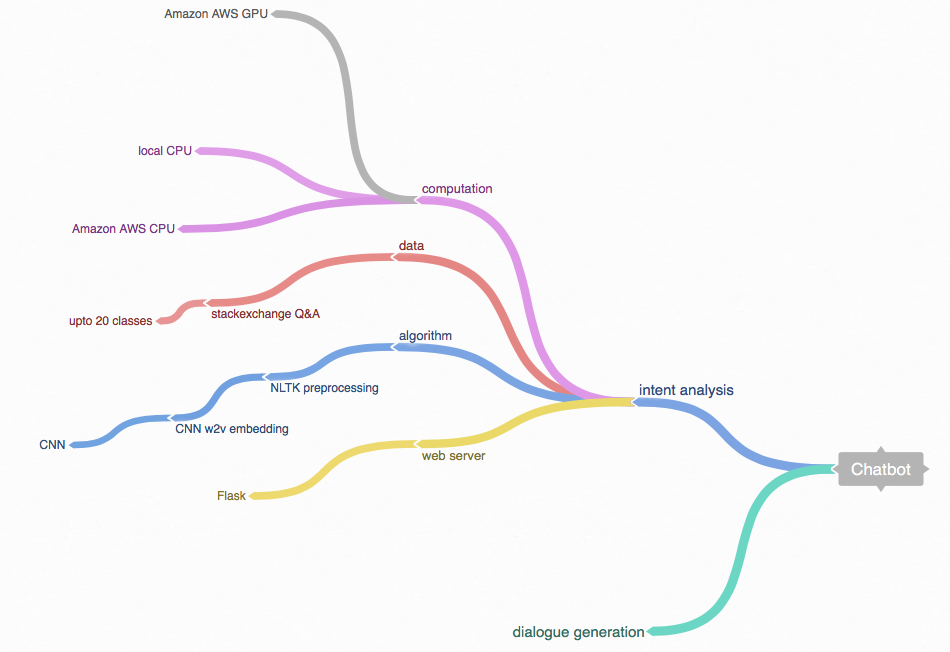 Amazon AWS GPU
local CPU
computation
Amazon AWS CPU
data
stackexchange Q&A
upto 20 classes
algorithm
NLTK preprocessing
intent analysis
CNN w2v embedding
CNN
web server
Chatbot
Flask
dialogue generation